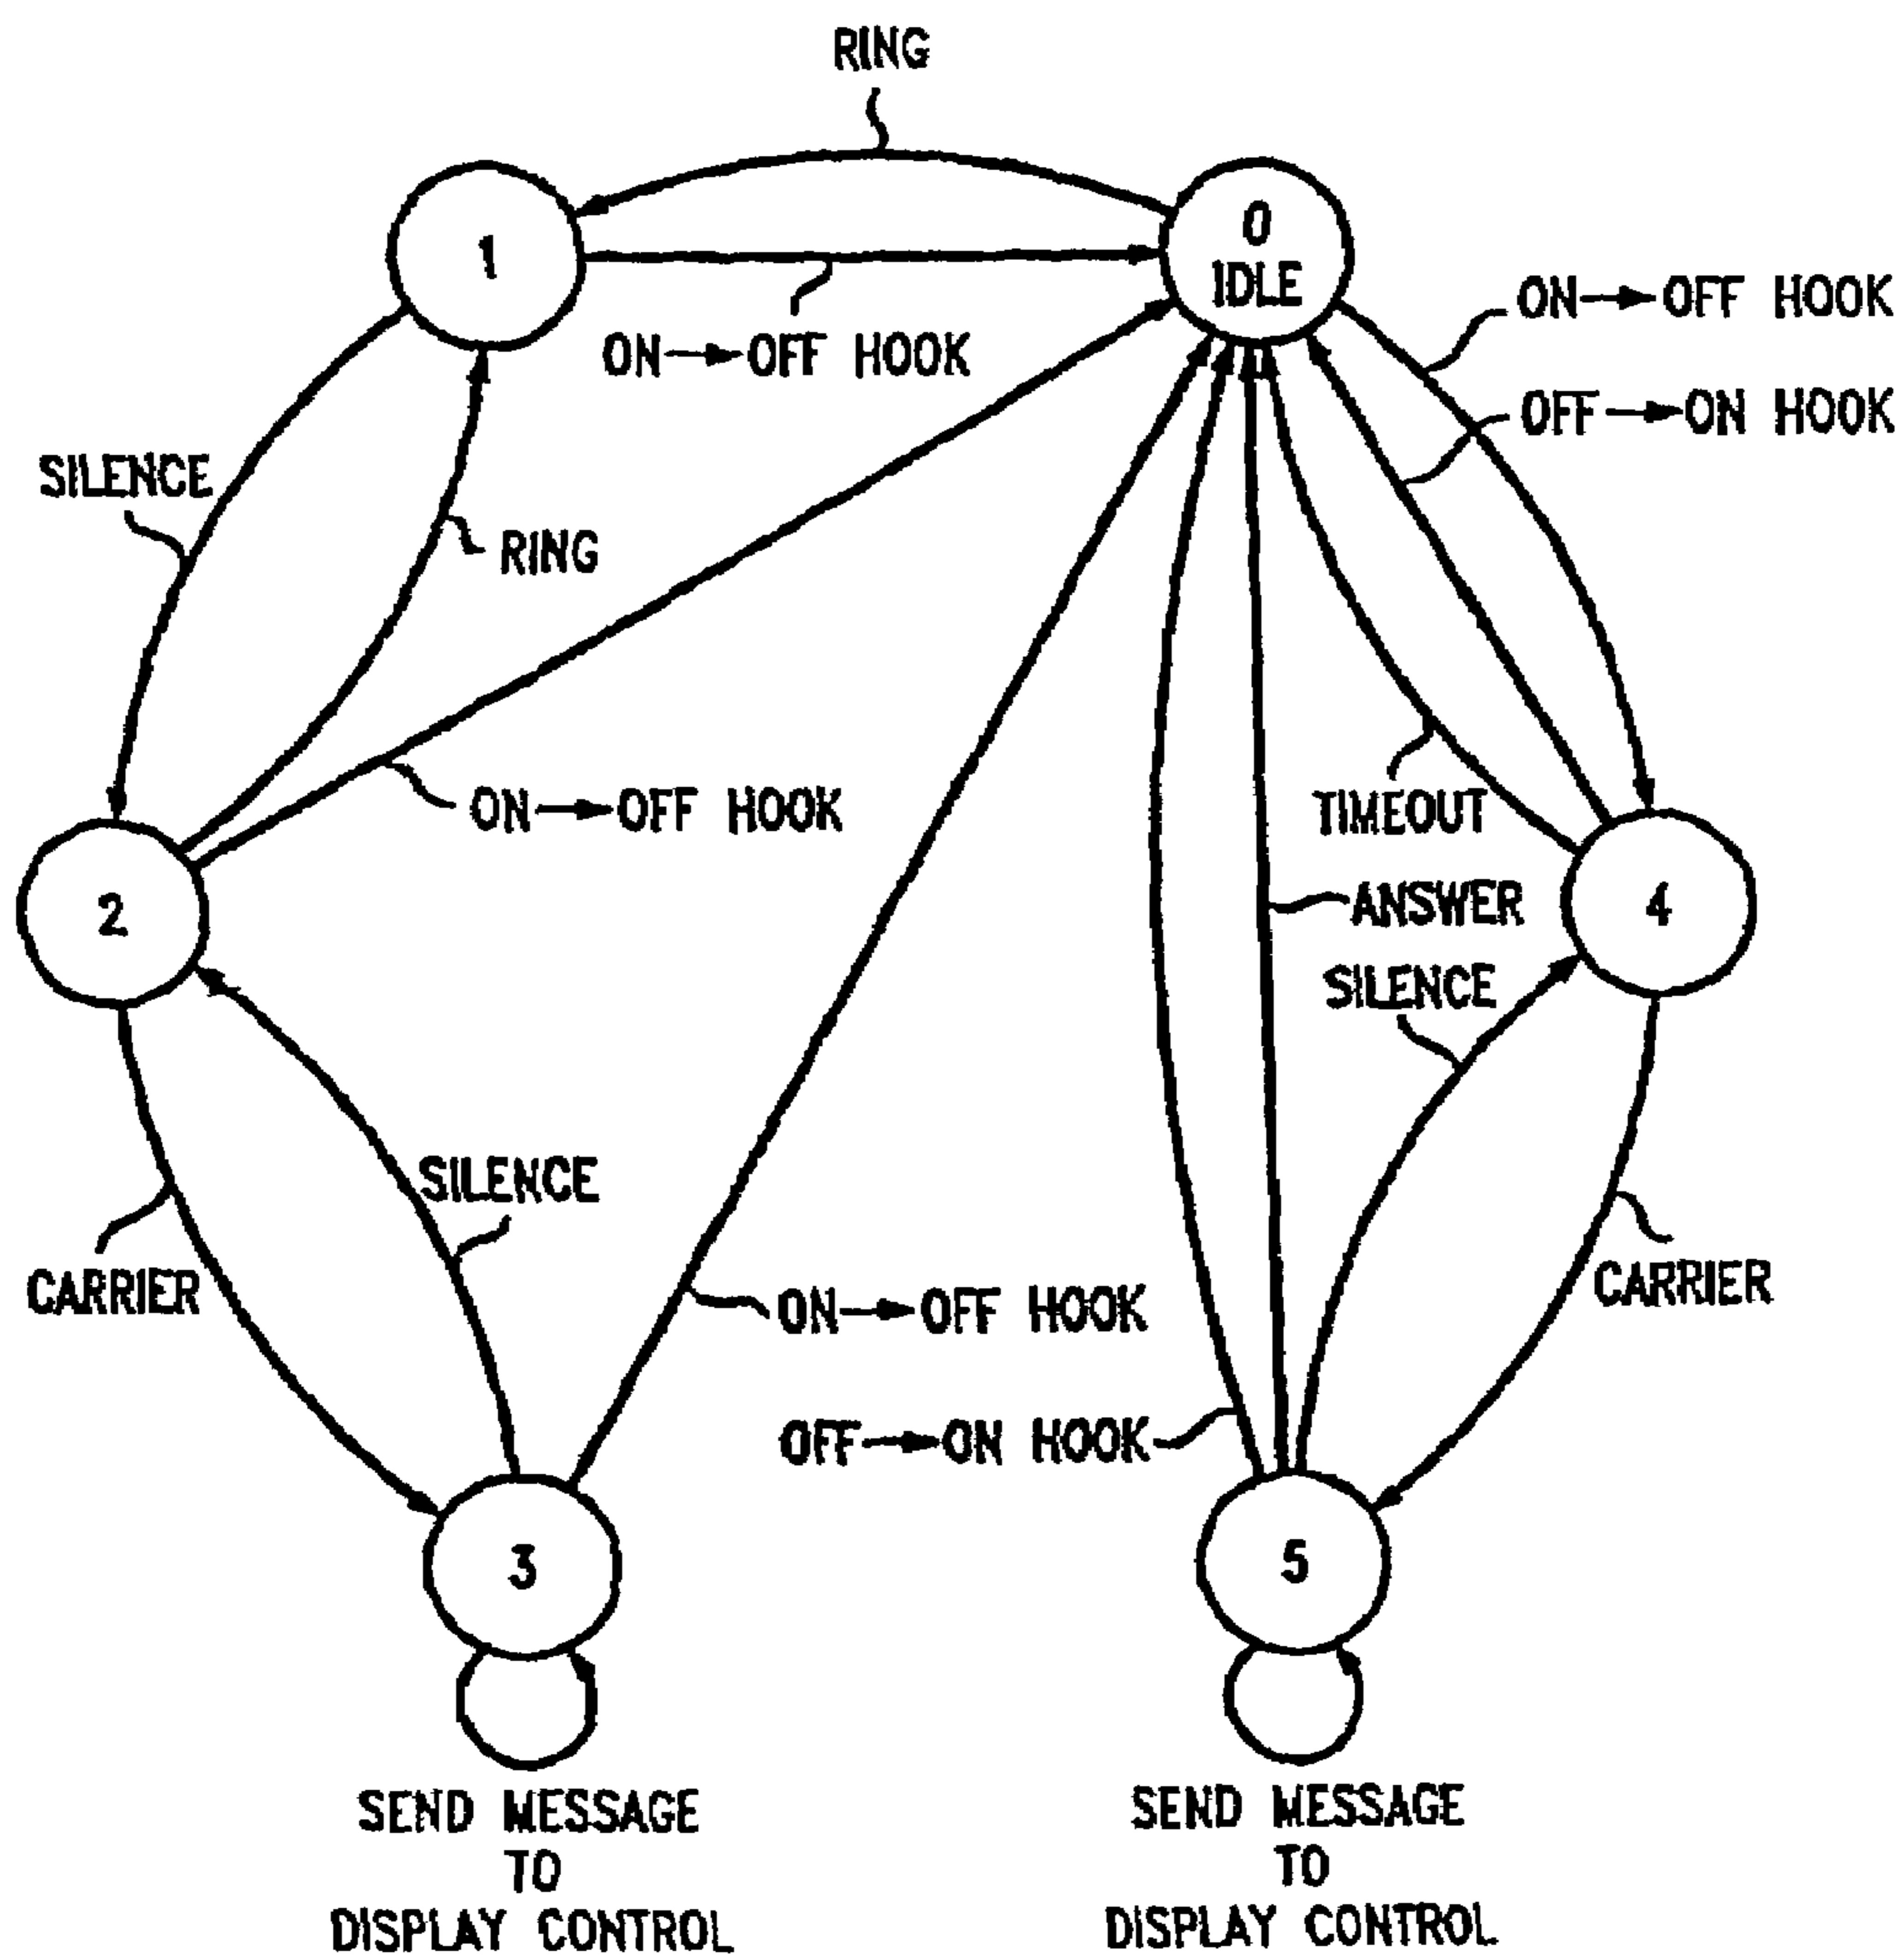 RING
1
0
IDLE
ON→OFF HOOK
ON→OFF HOOK
OFF→ON HOOK
SILENCE
RING
ON→OFF HOOK
TIMEOUT
2
ANSWER
4
SILENCE
SILENCE
CARRIER
CARRIER
ON→OFF HOOK
OFF→ON HOOK
3
5
SEND MESSAGE
TO
DISPLAY CONTROL
SEND MESSAGE
TO
DISPLAY CONTROL